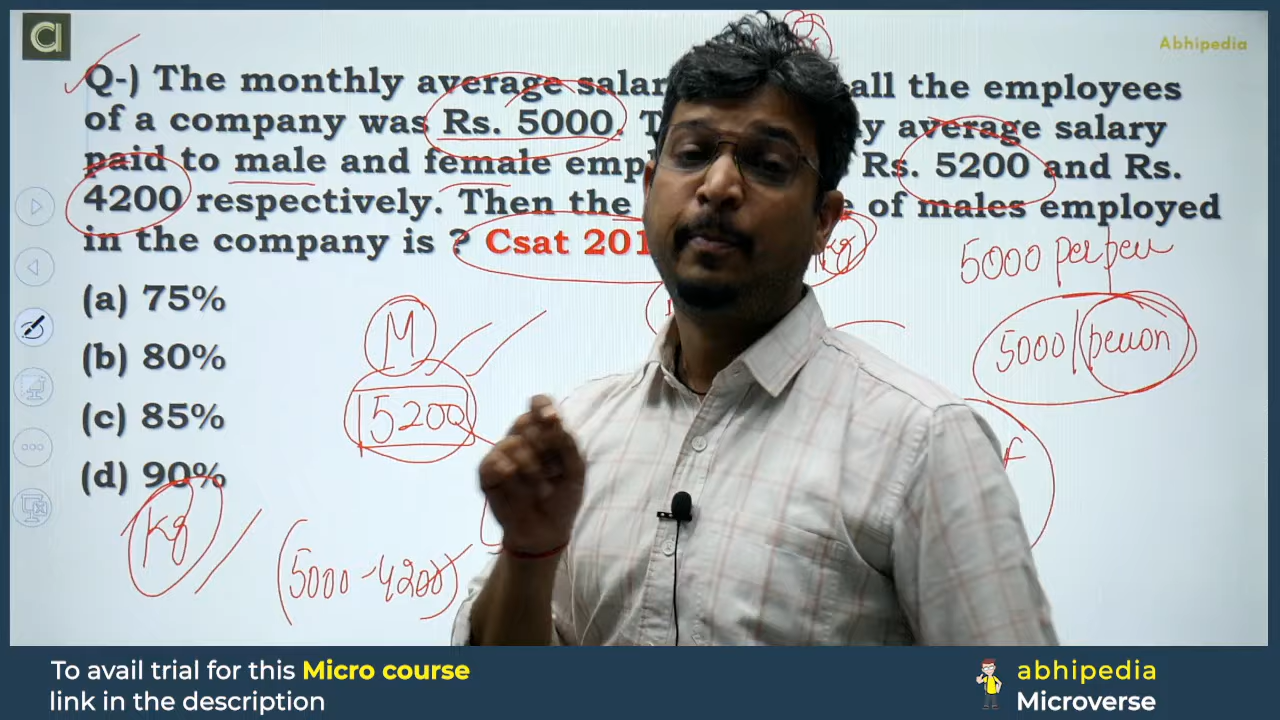 Abhipedia
Q-) The monthly average salar all the employees
of a company was Rs. 5000. T y average salary
paid to male and female emp Rs. 5200 and Rs.
4200 respectively. Then the e of males employed
in the company is ? Csat 201
(a) 75%
(b) 80%
(c) 85%
(d) 90%
5000 per per
5000/person
M
5200
kg
(5000-4200)
To avail trial for this Micro course
link in the description
abhipedia
Microverse